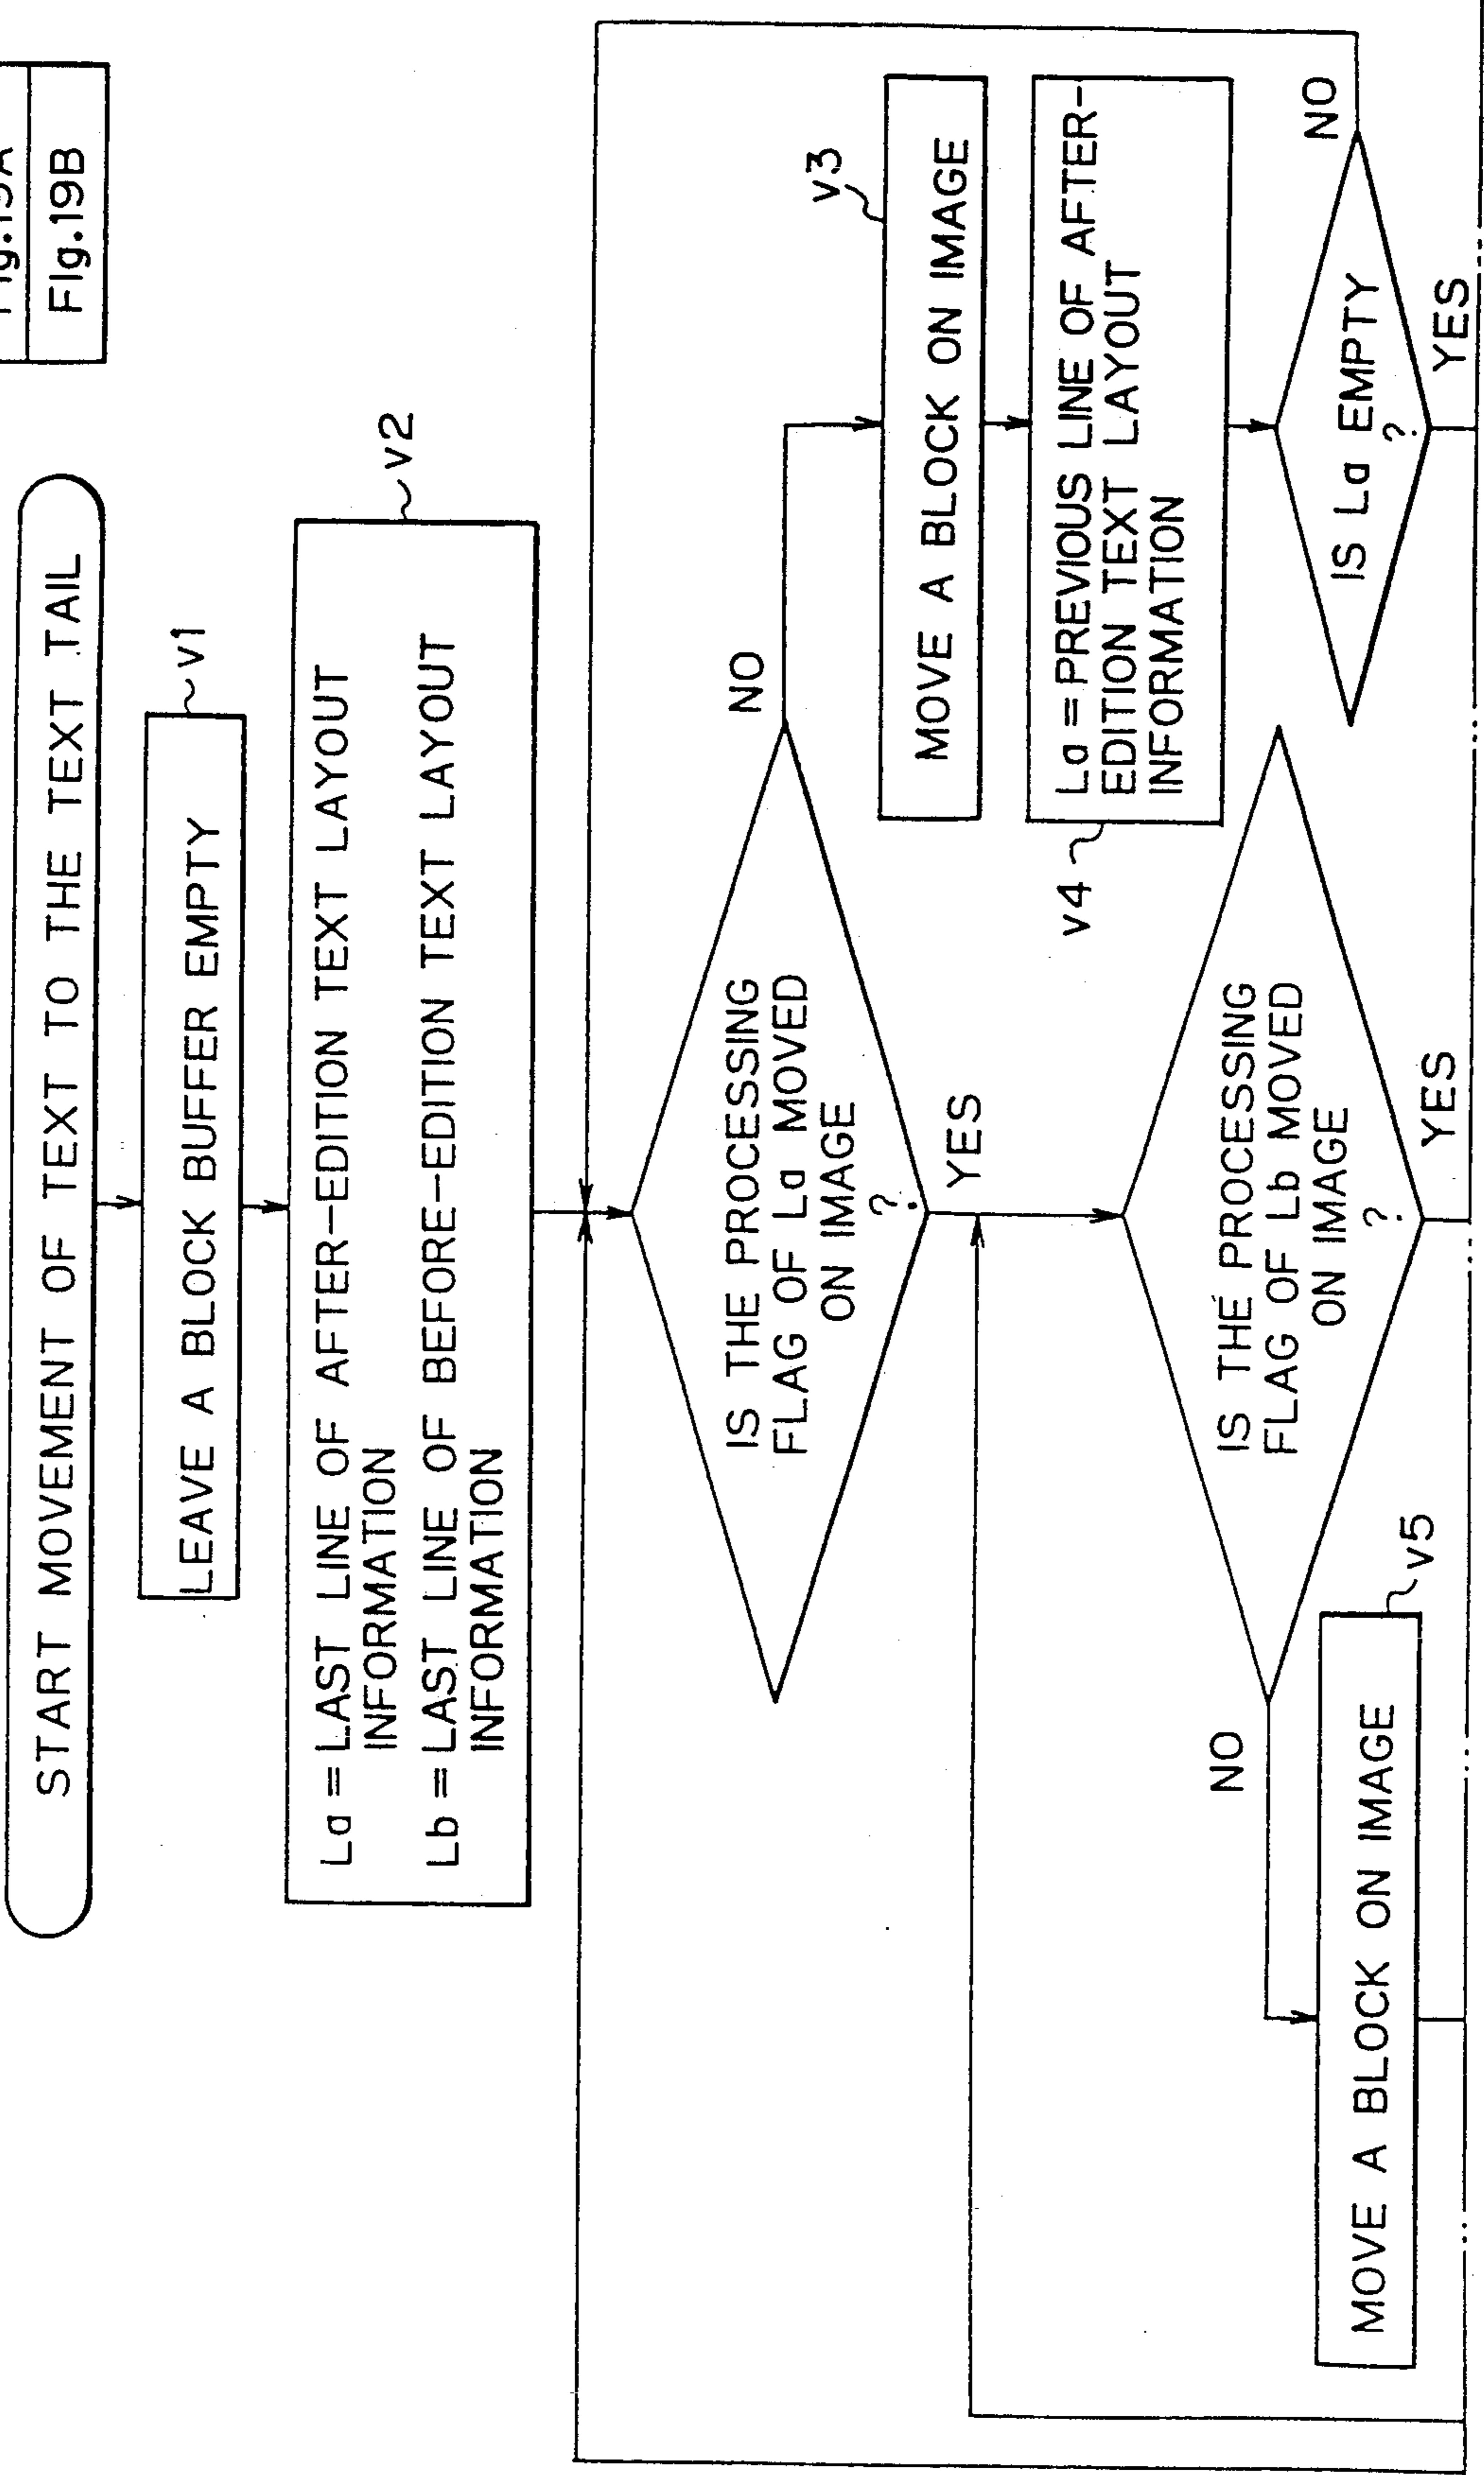 Fig.19A
FIg.19B
START MOVEMENT OF TEXT TO THE TEXT TAIL
LEAVE A BLOCK BUFFER EMPTY
v1
La = LAST LINE OF AFTER-EDITION TEXT LAYOUT
INFORMATION
Lb = LAST LINE OF BEFORE-EDITION TEXT LAYOUT
INFORMATION
v2
IS THE PROCESSING
FLAG OF La MOVED
ON IMAGE
?
NO
YES
v3
MOVE A BLOCK ON IMAGE
v4
La = PREVIOUS LINE OF AFTER-
EDITION TEXT LAYOUT
INFORMATION
IS La EMPTY
?
NO
YES
IS THE PROCESSING
FLAG OF Lb MOVED
ON IMAGE
?
NO
YES
MOVE A BLOCK ON IMAGE
v5